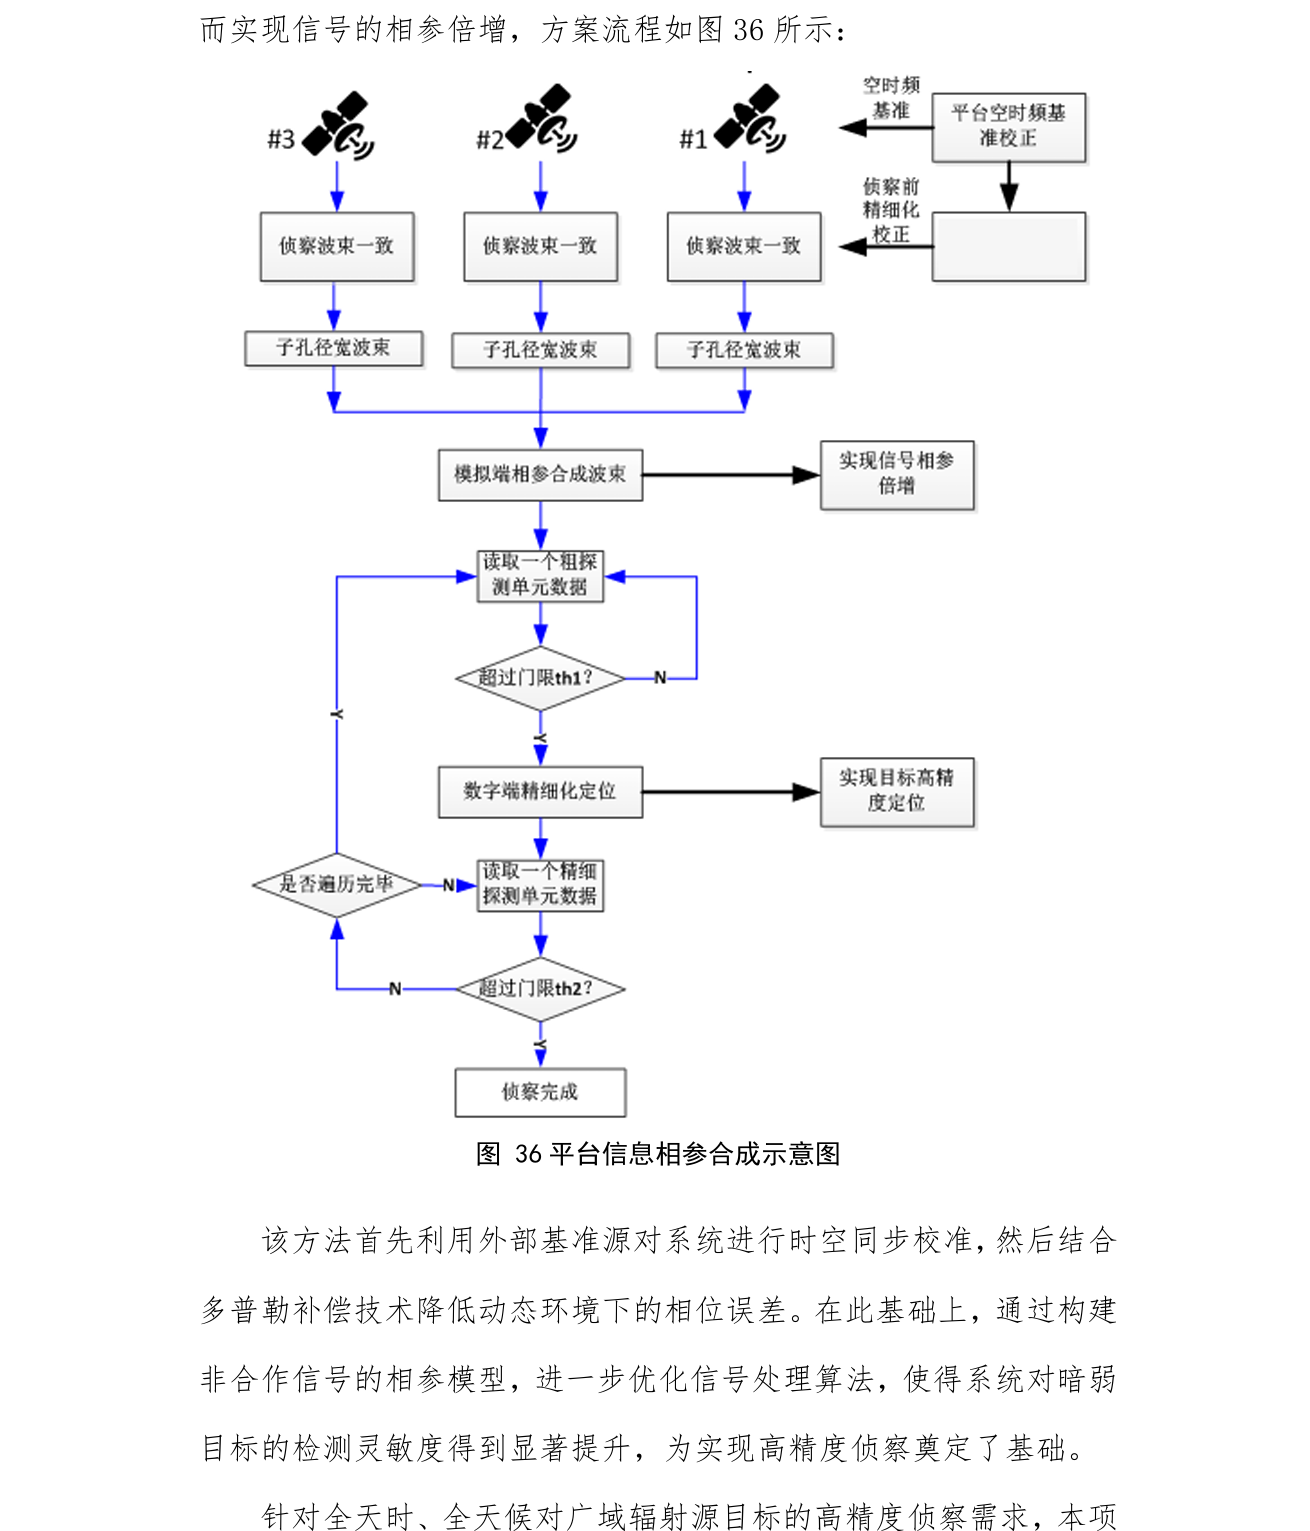 而实现信号的相参倍增，方案流程如图 36 所示：
#3
#2
#1
空时频
基准
平台空时频基
准校正
侦察前
精细化
校正
侦察波束一致
侦察波束一致
侦察波束一致
子孔径宽波束
子孔径宽波束
子孔径宽波束
模拟端相参合成波束
实现信号相参
倍增
读取一个粗探
测单元数据
超过门限th1？
N
Y
Y
数字端精细化定位
实现目标高精
度定位
是否遍历完毕
N
读取一个精细
探测单元数据
超过门限th2？
N
Y
侦察完成
图 36 平台信息相参合成示意图
该方法首先利用外部基准源对系统进行时空同步校准，然后结合
多普勒补偿技术降低动态环境下的相位误差。在此基础上，通过构建
非合作信号的相参模型，进一步优化信号处理算法，使得系统对暗弱
目标的检测灵敏度得到显著提升，为实现高精度侦察奠定了基础。
针对全天时、全天候对广域辐射源目标的高精度侦察需求，本项